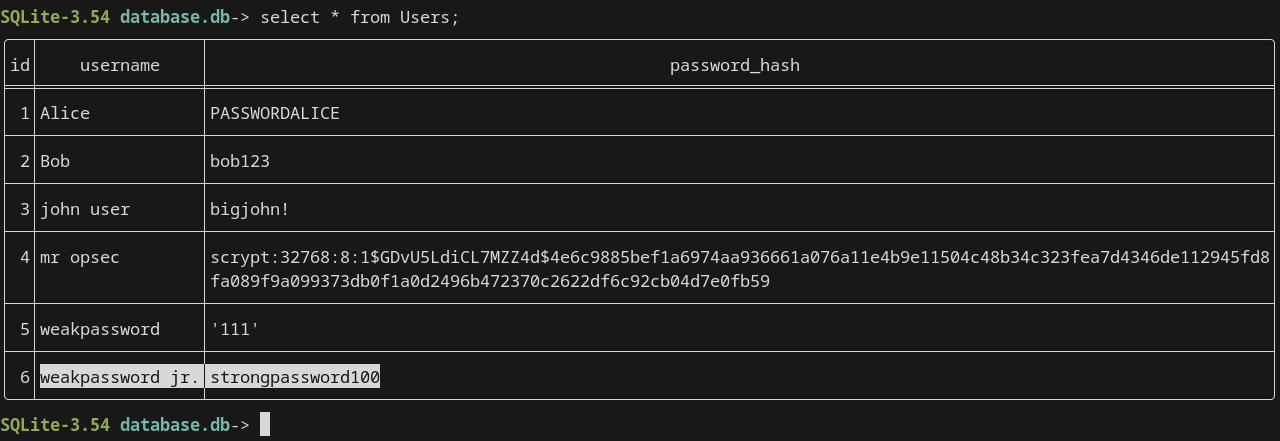 SQLite-3.54 database.db-> select * from Users;
id username password_hash
1 Alice PASSWORDALICE
2 Bob bob123
3 john user bigjohn!
4 mr opsec scrypt:32768:8:1$GDvU5LdiCL7MZZ4d$4e6c9885bef1a6974aa936661a076a11e4b9e11504c48b34c323fea7d4346de112945fd8
fa089f9a099373db0f1a0d2496b472370c2622df6c92cb04d7e0fb59
5 weakpassword '111'
6 weakpassword jr. strongpassword100
SQLite-3.54 database.db->